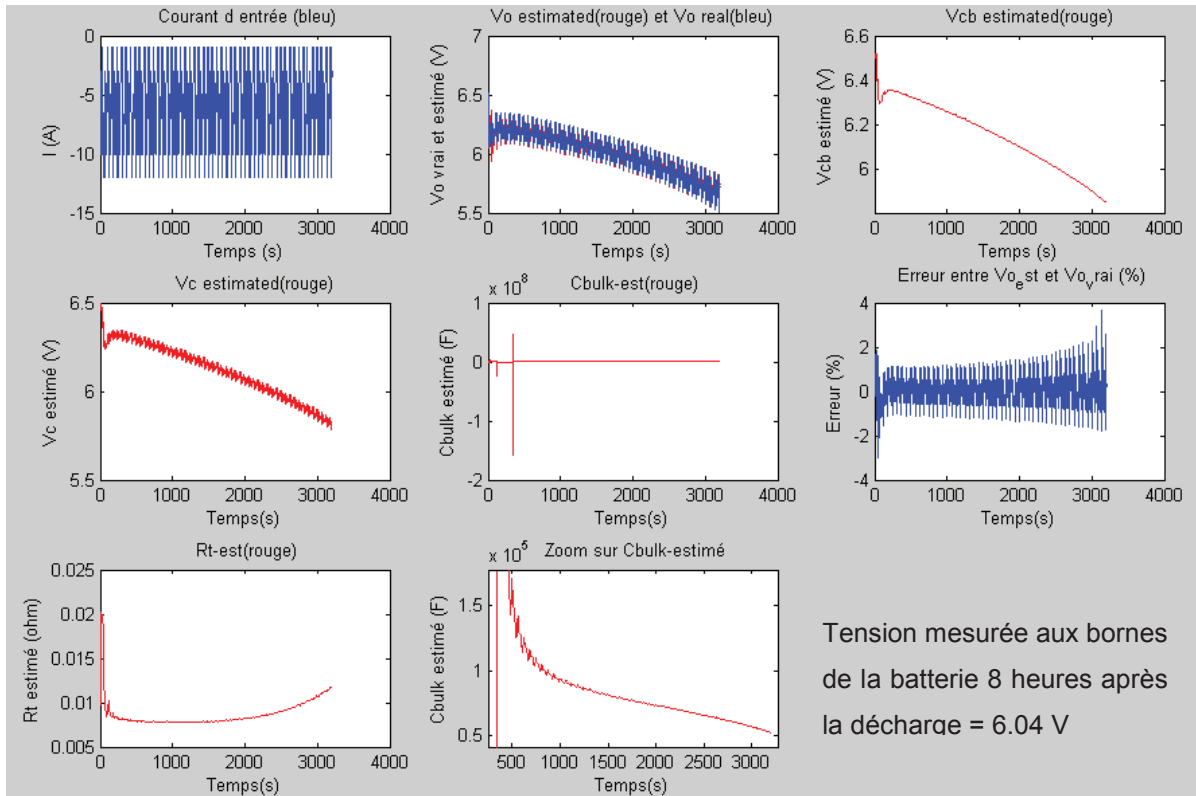 Courant d entrée (bleu)
0
-5
-10
-15
I (A)
0 1000 2000 3000 4000
Temps (s)
Vo estimated(rouge) et Vo real(bleu)
7
6.5
6
5.5
Vo vrai et estimé (V)
0 1000 2000 3000 4000
Temps (s)
Vcb estimated(rouge)
6.6
6.4
6.2
6
Vcb estimé (V)
0 1000 2000 3000 4000
Temps (s)
Vc estimated(rouge)
6.5
6
5.5
Vc estimé (V)
0 1000 2000 3000 4000
Temps(s)
Cbulk-est(rouge)
x 10^8
1
0
-1
-2
Cbulk estimé (F)
0 1000 2000 3000 4000
Temps(s)
Erreur entre Vo_est et Vo_vrai (%)
4
2
0
-2
-4
Erreur (%)
0 1000 2000 3000 4000
Temps(s)
Rt-est(rouge)
0.025
0.02
0.015
0.01
0.005
Rt estimé (ohm)
0 1000 2000 3000 4000
Temps(s)
Zoom sur Cbulk-estimé
x 10^5
1.5
1
0.5
Cbulk estimé (F)
500 1000 1500 2000 2500 3000
Temps(s)
Tension mesurée aux bornes
de la batterie 8 heures après
la décharge = 6.04 V